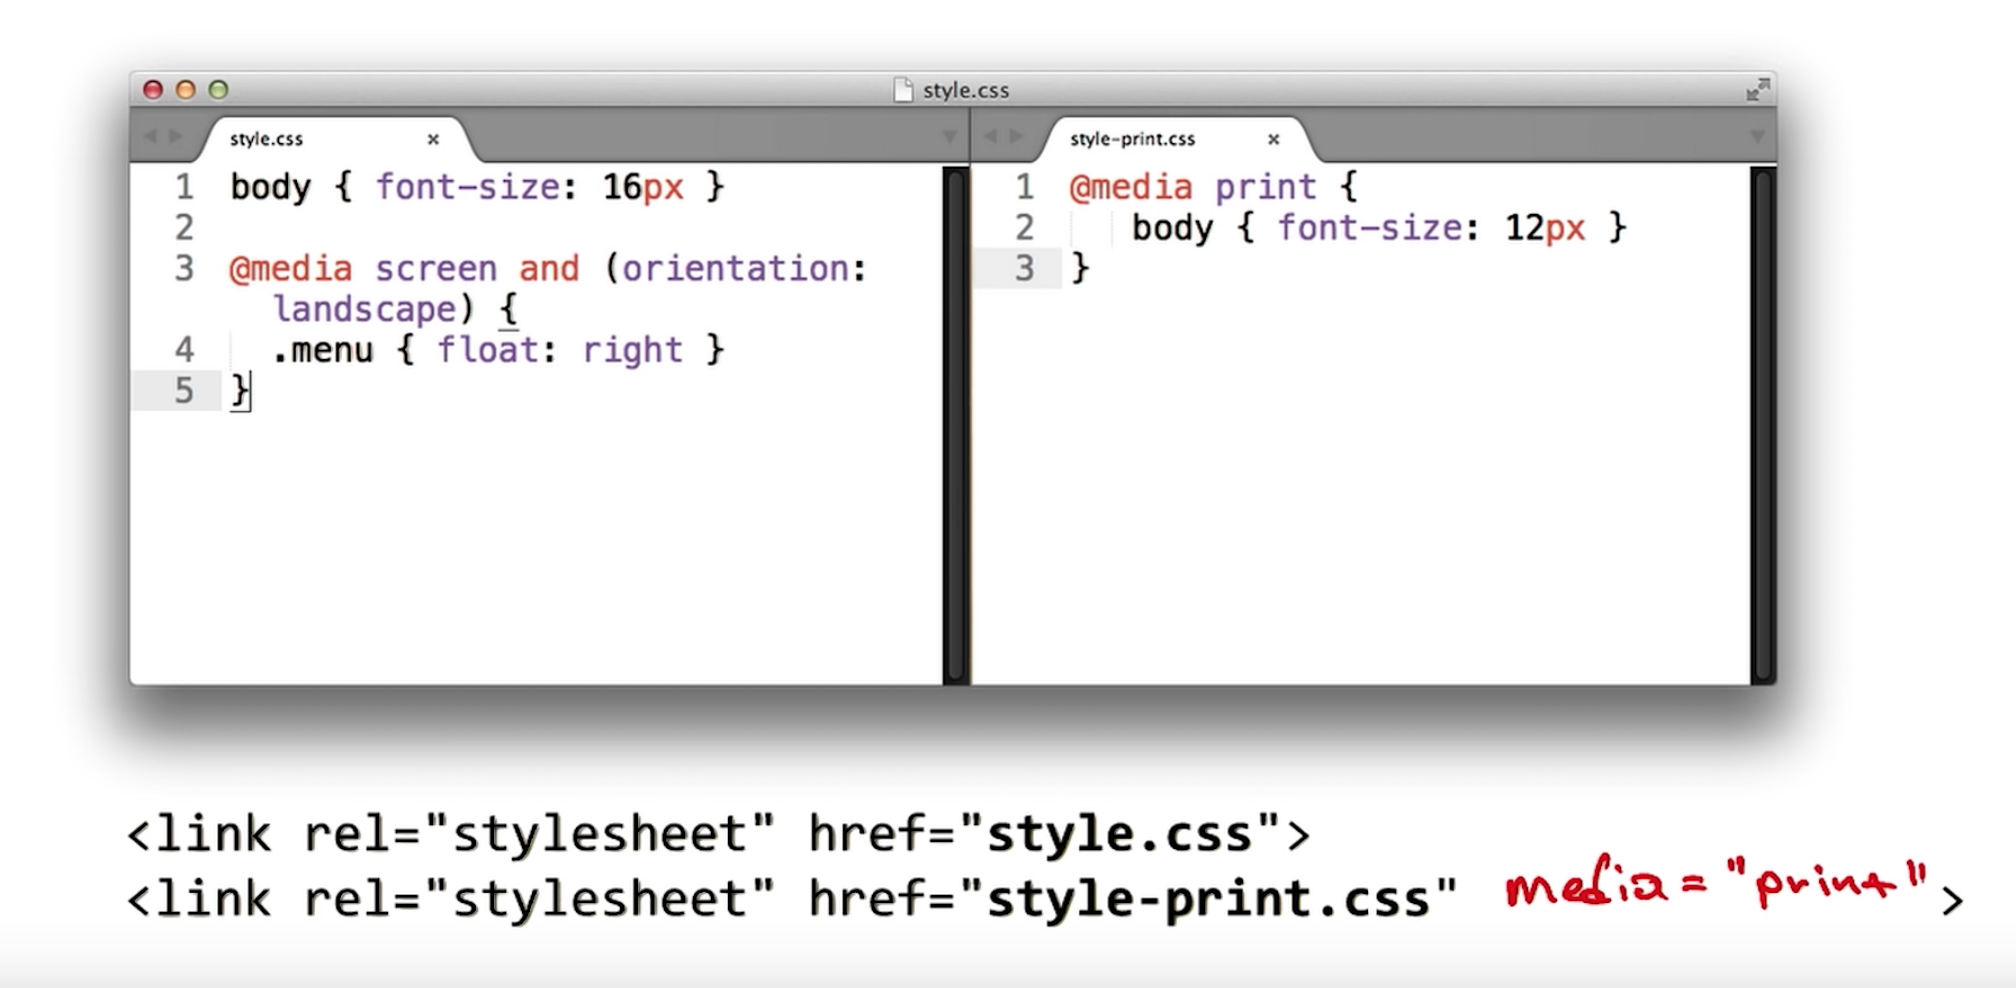 style.css
style.css x
style-print.css x
1 body { font-size: 16px }
2
3 @media screen and (orientation:
landscape) {
4 .menu { float: right }
5 }
1 @media print {
2 body { font-size: 12px }
3 }
<link rel="stylesheet" href="style.css">
<link rel="stylesheet" href="style-print.css" media="print">